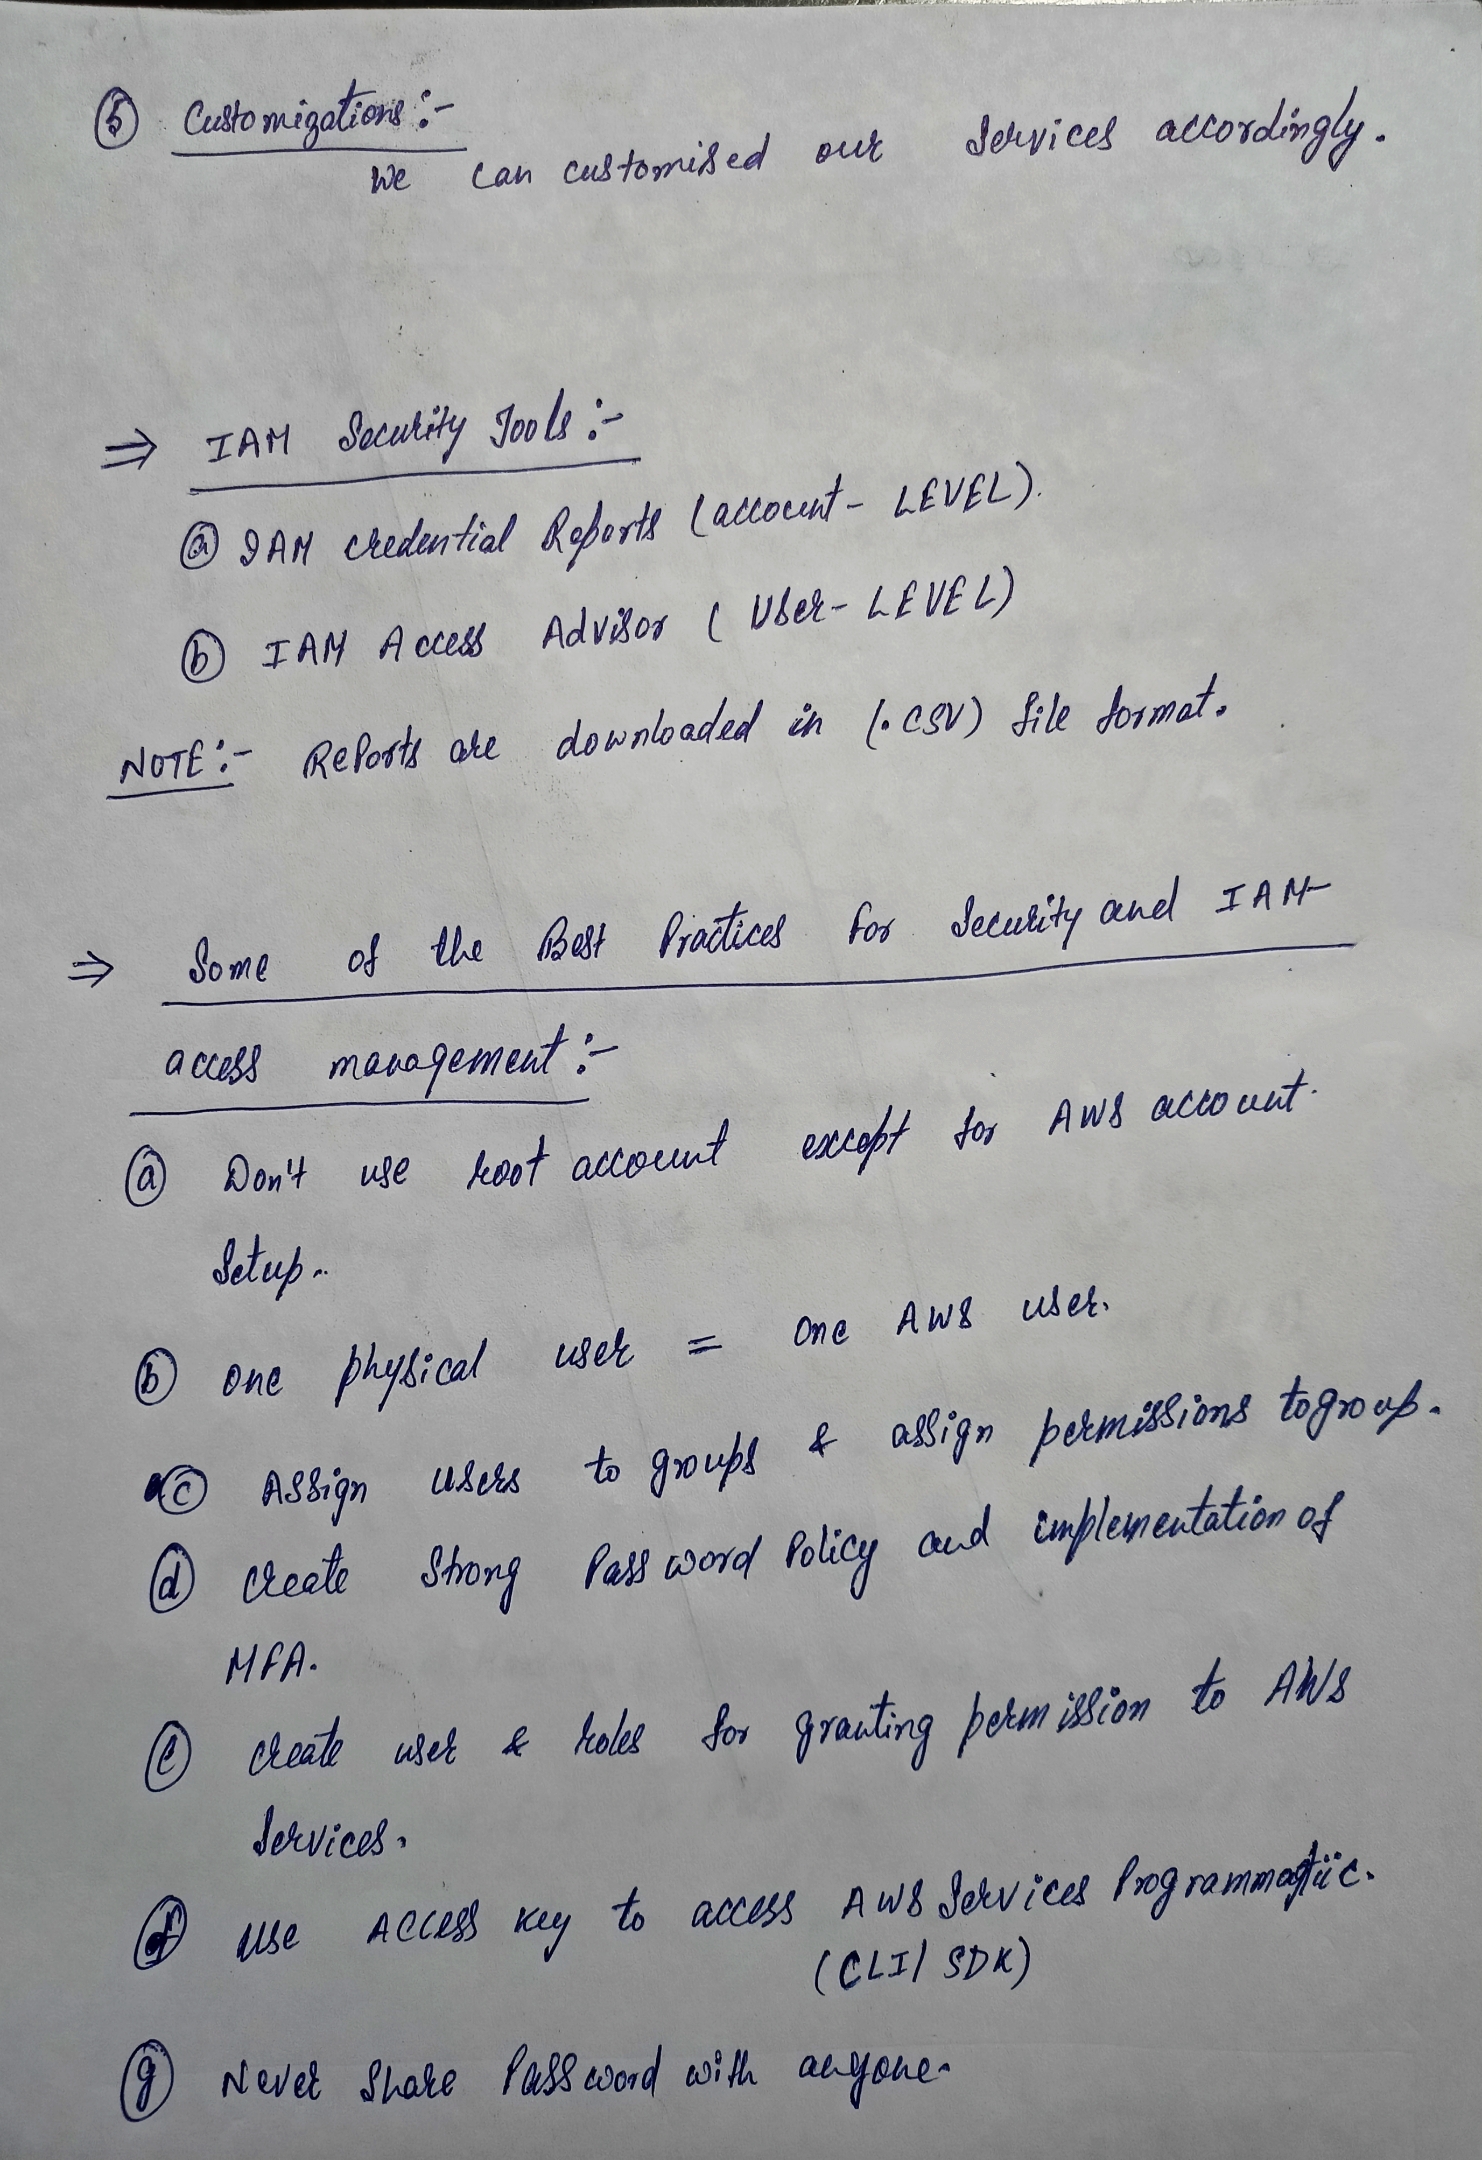 ⑤ Customizations :-
We can customised our services accordingly.
⇒ IAM Security Tools :-
ⓐ IAM credential Reports (account- LEVEL).
ⓑ IAM Access Advisor ( User- LEVEL)
NOTE :- Reports are downloaded in (.CSV) file format.
⇒ Some of the Best Practices for Security and IAM
access management :-
ⓐ Don't use root account except for AWS account
Setup.
ⓑ one physical user = one AWS user.
ⓒ Assign users to groups & assign permissions to group.
ⓓ create Strong Password Policy and implementation of
MFA.
ⓔ create user & roles for granting permission to AWS
Services.
ⓕ use Access key to access AWS Services Programmatic.
(CLI/ SDK)
ⓖ Never Share Password with anyone.